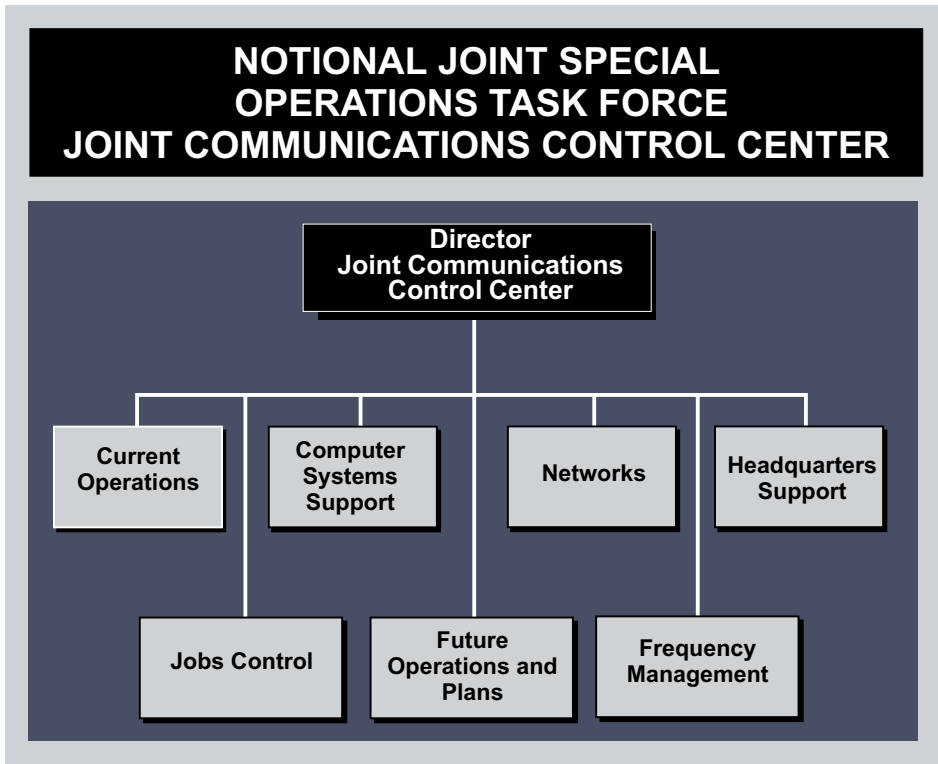 NOTIONAL JOINT SPECIAL
OPERATIONS TASK FORCE
JOINT COMMUNICATIONS CONTROL CENTER
Director
Joint Communications
Control Center
Current
Operations
Computer
Systems
Support
Networks
Headquarters
Support
Jobs Control
Future
Operations and
Plans
Frequency
Management